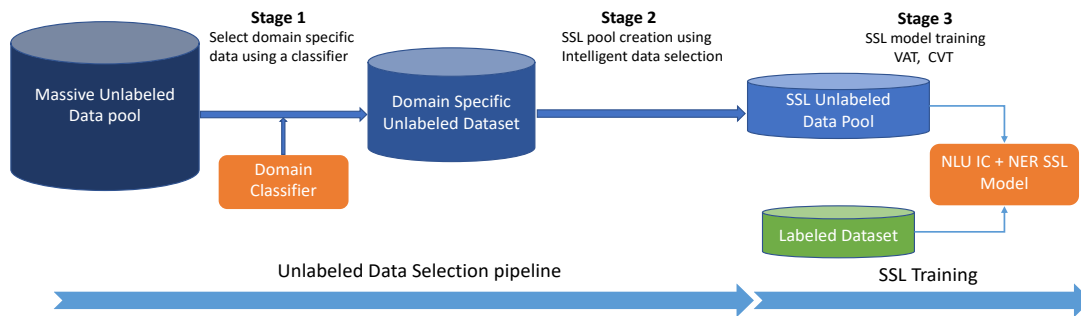 Stage 1
Select domain specific
data using a classifier
Stage 2
SSL pool creation using
Intelligent data selection
Stage 3
SSL model training
VAT, CVT
Massive Unlabeled
Data pool
Domain Specific
Unlabeled Dataset
SSL Unlabeled
Data Pool
Domain
Classifier
NLU IC + NER SSL
Model
Labeled Dataset
Unlabeled Data Selection pipeline
SSL Training